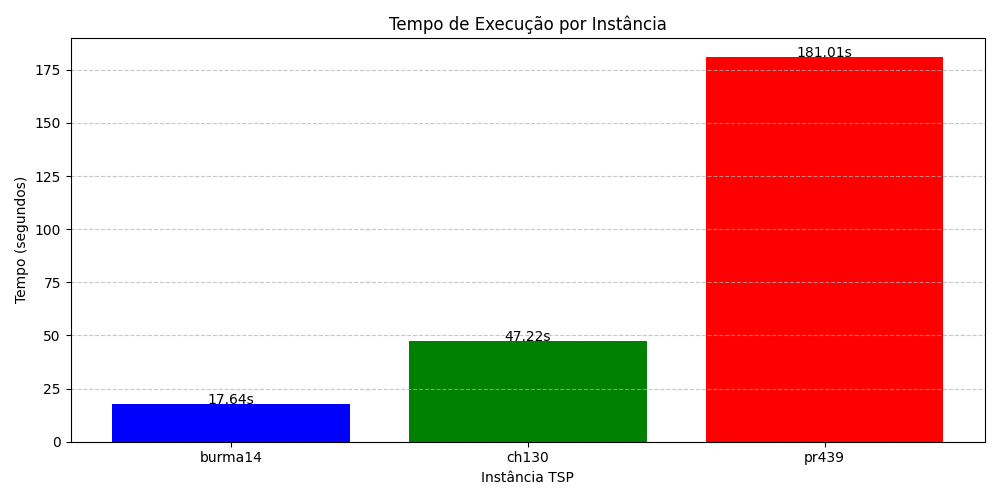 Tempo de Execução por Instância
Tempo (segundos)
175
150
125
100
75
50
25
0
17.64s
47.22s
181.01s
burma14
ch130
pr439
Instância TSP